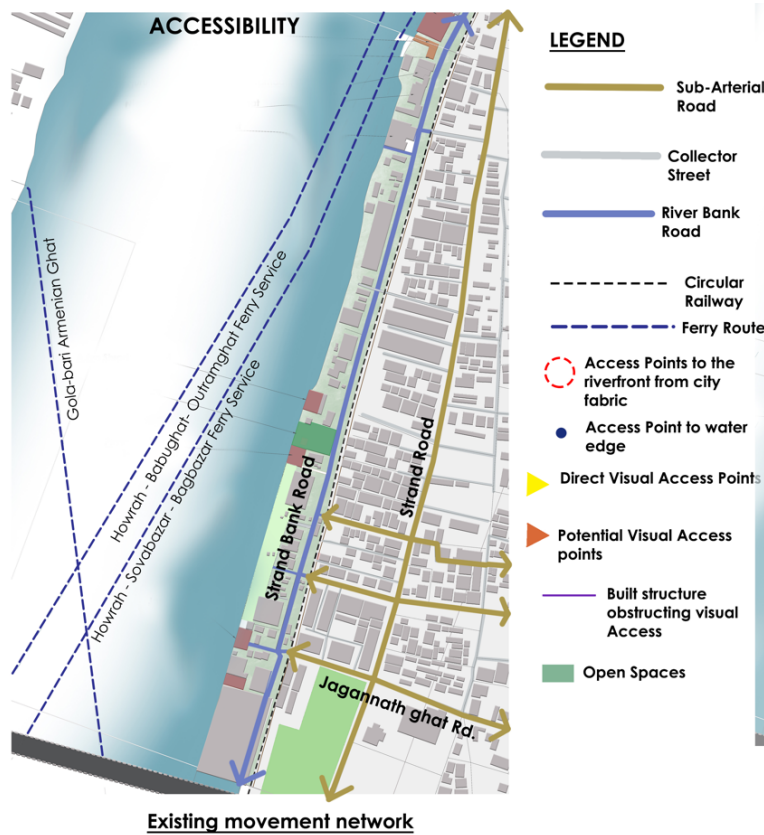 ACCESSIBILITY
Gola-bari Armenian Ghat
Howrah - Babughat- Outramghat Ferry Service
Howrah - Sovabazar - Bagbazar Ferry Service
Strand Bank Road
Strand Road
Jagannath ghat Rd.
Existing movement network
LEGEND
Sub-Arterial
Road
Collector
Street
River Bank
Road
Circular
Railway
Ferry Route
Access Points to the
riverfront from city
fabric
Access Point to water
edge
Direct Visual Access Points
Potential Visual Access
points
Built structure
obstructing visual
Access
Open Spaces